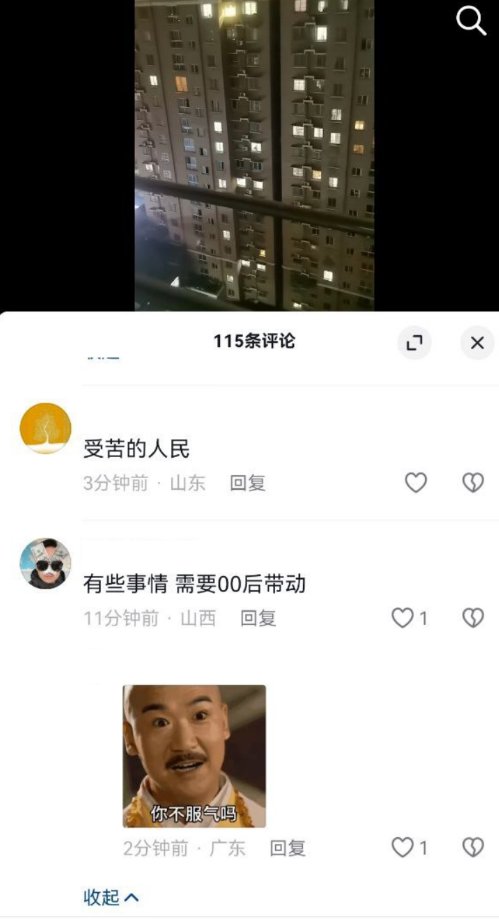 115条评论
受苦的人民
3分钟前 · 山东 回复
有些事情 需要00后带动
11分钟前 · 山西 回复 1
你不服气吗
2分钟前 · 广东 回复 1
收起